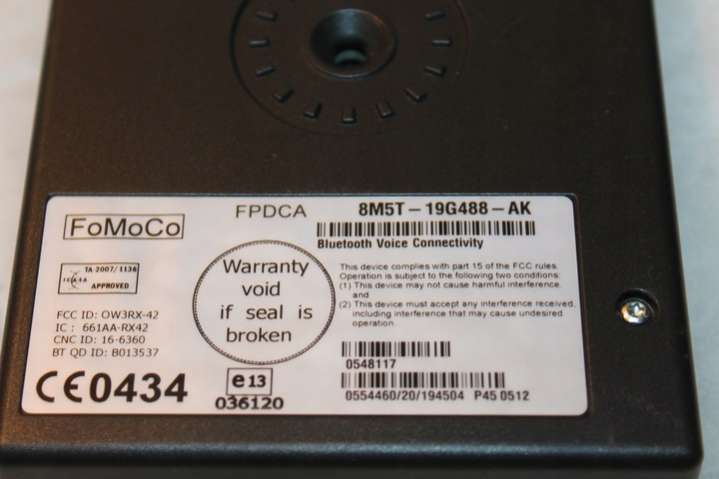 FoMoCo
FPDCA
8M5T-19G488-AK
Bluetooth Voice Connectivity
TA-2007/1138
APPROVED
Warranty
void
if seal is
broken
This device complies with part 15 of the FCC rules.
Operation is subject to the following two conditions:
(1) This device may not cause harmful interference.
and
(2) This device must accept any interference received,
including interference that may cause undesired
operation.
FCC ID: OW3RX-42
IC : 661AA-RX42
CNC ID: 16-6360
BT QD ID: B013537
CE0434
e13
036120
0548117
0554460/20/194504 P45 0512